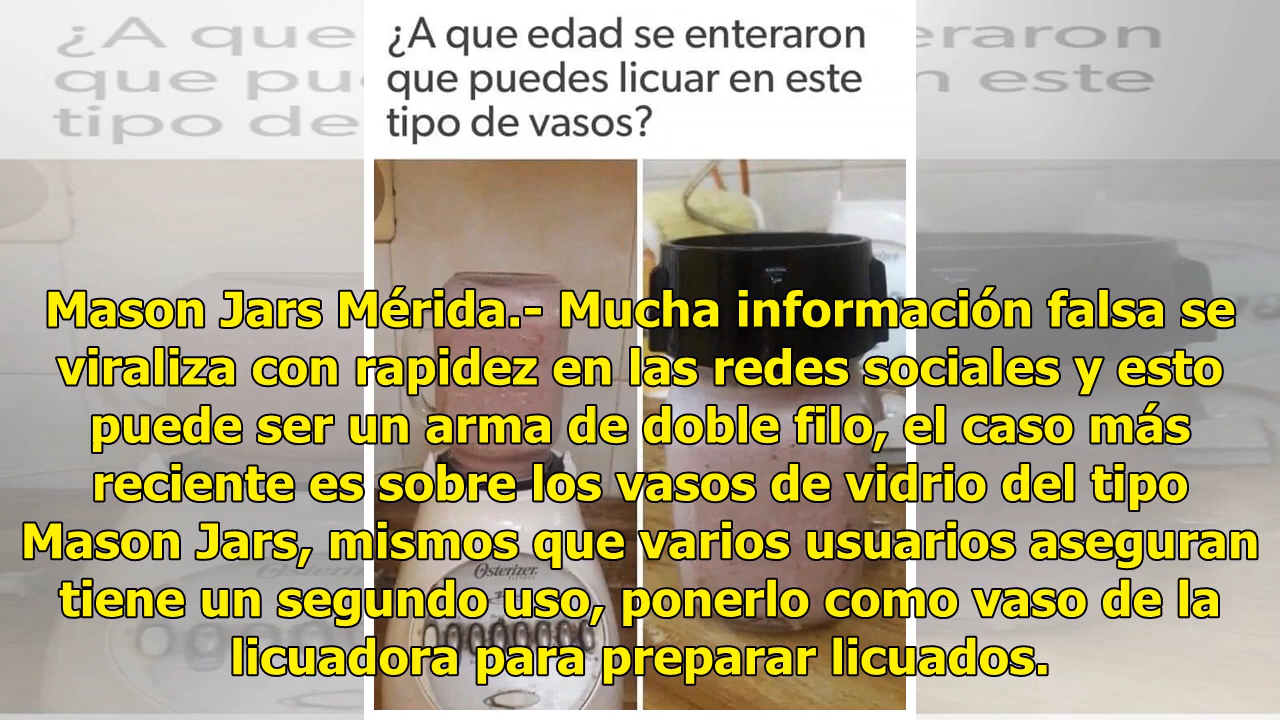 ¿A que edad se enteraron
que puedes licuar en este
tipo de vasos?
Mason Jars Mérida.- Mucha información falsa se
viraliza con rapidez en las redes sociales y esto
puede ser un arma de doble filo, el caso más
reciente es sobre los vasos de vidrio del tipo
Mason Jars, mismos que varios usuarios aseguran
tiene un segundo uso, ponerlo como vaso de la
licuadora para preparar licuados.
Osterizer